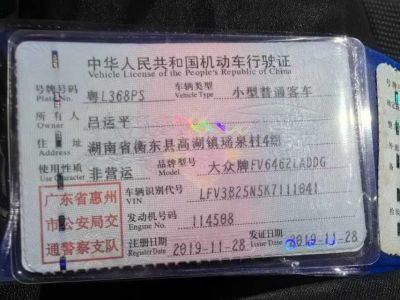 中华人民共和国机动车行驶证
Vehicle License of the People's Republic of China
号牌号码 粤L368PS 车辆类型 小型普通客车
Plate No. Vehicle Type
所有人 吕运平
Owner
住址 湖南省衡东县高湖镇瑶泉村4组
Address
使用性质 非营运 品牌型号 大众牌FV6462LADDG
Use Character Model
车辆识别代号 LFV3B25N5K7111041
VIN
发动机号码 114508
Engine No.
注册日期 2019-11-28 发证日期 2019-11-28
Register Date Issue Date
广东省惠州
市公安局交
通警察支队